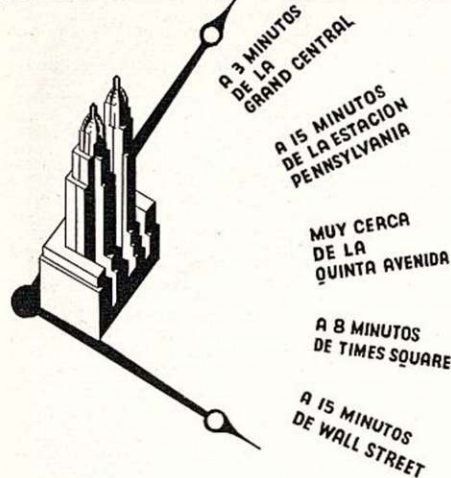 A 3 MINUTOS
DE LA
GRAND CENTRAL
A 15 MINUTOS
DE LA ESTACION
PENNSYLVANIA
MUY CERCA
DE LA
QUINTA AVENIDA
A 8 MINUTOS
DE TIMES SQUARE
A 15 MINUTOS
DE WALL STREET